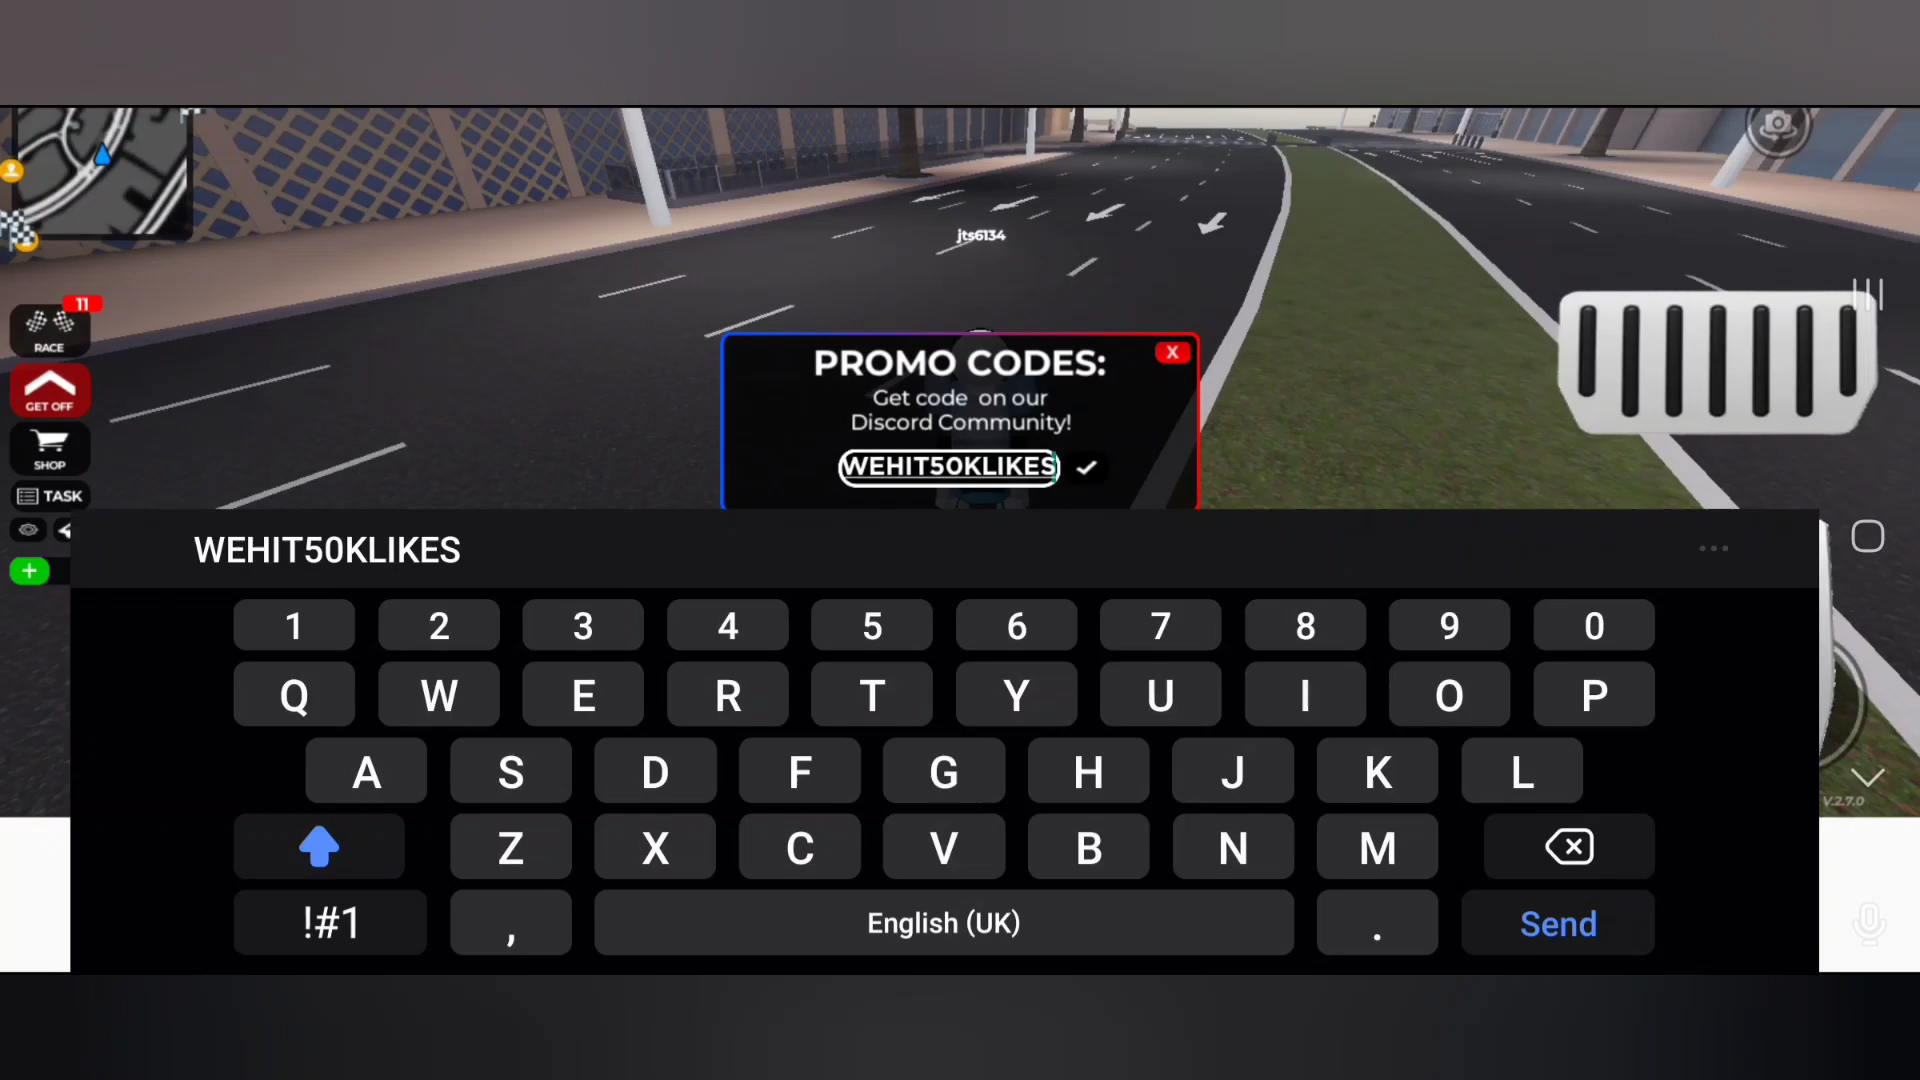 jts6134
11
RACE
GET OFF
SHOP
TASK
+
PROMO CODES:
X
Get code on our
Discord Community!
WEHIT50KLIKES
WEHIT50KLIKES
...
1 2 3 4 5 6 7 8 9 0
Q W E R T Y U I O P
A S D F G H J K L
Z X C V B N M
!#1 , English (UK) . Send
V.2.7.0